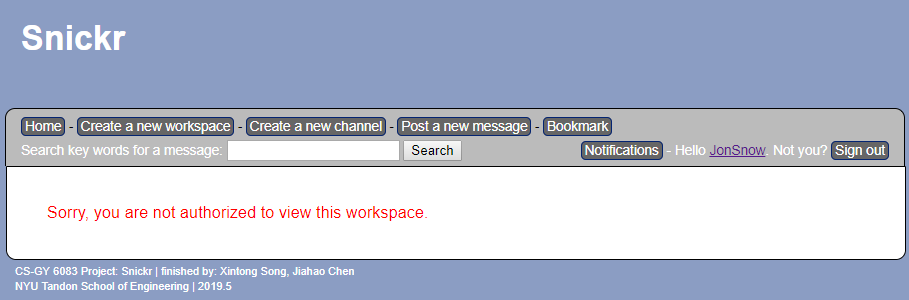 Snickr
Home - Create a new workspace - Create a new channel - Post a new message - Bookmark
Search key words for a message: Search Notifications - Hello JonSnow. Not you? Sign out
Sorry, you are not authorized to view this workspace.
CS-GY 6083 Project: Snickr | finished by: Xintong Song, Jiahao Chen
NYU Tandon School of Engineering | 2019.5